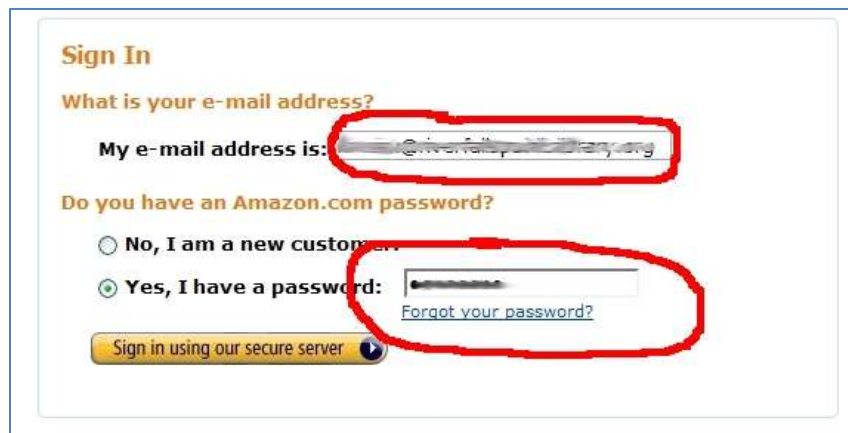 Sign In
What is your e-mail address?
My e-mail address is:
Do you have an Amazon.com password?
No, I am a new customer.
Yes, I have a password:
Forgot your password?
Sign in using our secure server